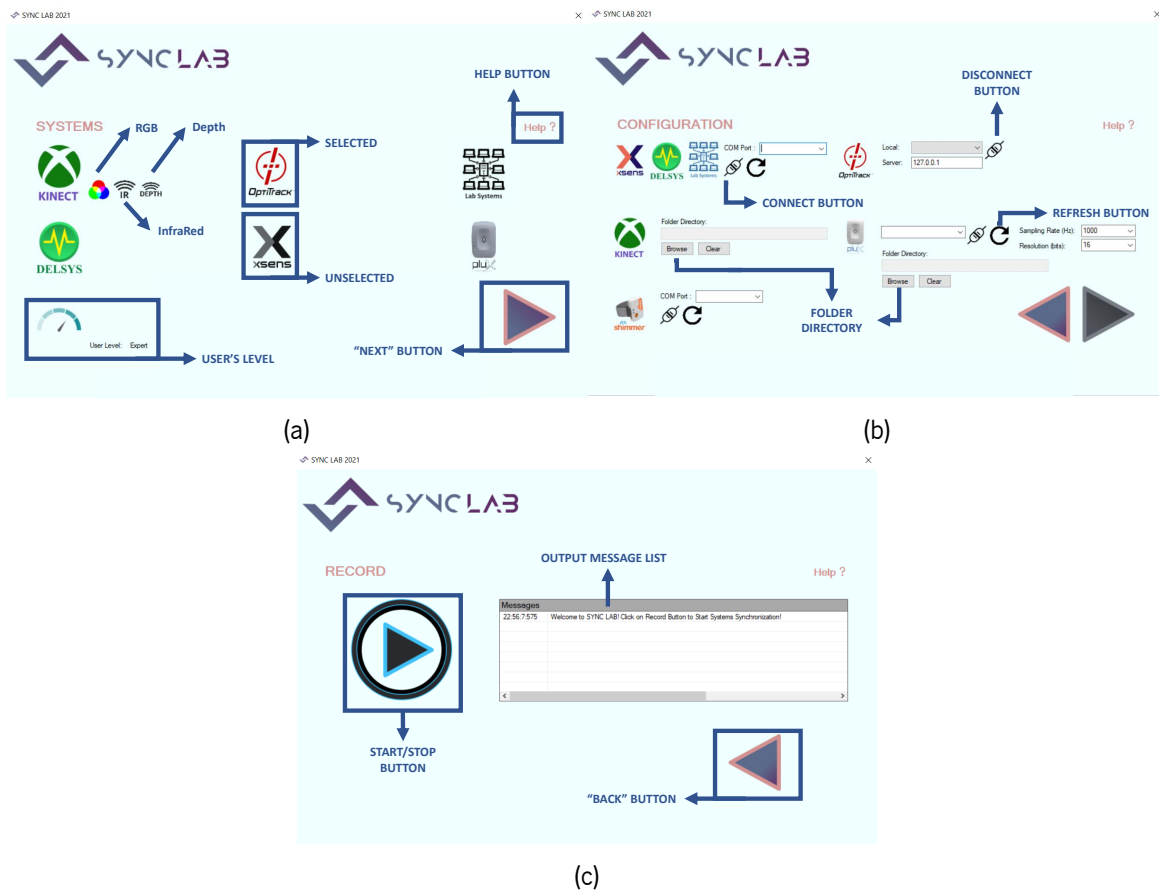 SYNC LAB 2021
SYNC LAB
HELP BUTTON
SYSTEMS
RGB
Depth
Help ?
SELECTED
KINECT
IR
DEPTH
OptiTrack
Lab Systems
InfraRed
DELSYS
xsens
plux
UNSELECTED
User Level: Expert
USER'S LEVEL
"NEXT" BUTTON
(a)
SYNC LAB 2021
SYNC LAB
DISCONNECT
BUTTON
CONFIGURATION
Help ?
xsens
DELSYS
Lab Systems
COM Port :
OptiTrack
Local:
Server: 127.0.0.1
CONNECT BUTTON
REFRESH BUTTON
KINECT
Folder Directory:
Browse Clear
plux
Sampling Rate (Hz): 1000
Resolution (bits): 16
Folder Directory:
Browse Clear
shimmer
COM Port :
FOLDER
DIRECTORY
(b)
SYNC LAB 2021
SYNC LAB
OUTPUT MESSAGE LIST
RECORD
Help ?
Messages
22:56:7:575 Welcome to SYNC LAB! Click on Record Button to Start Systems Synchronization!
START/STOP
BUTTON
"BACK" BUTTON
(c)